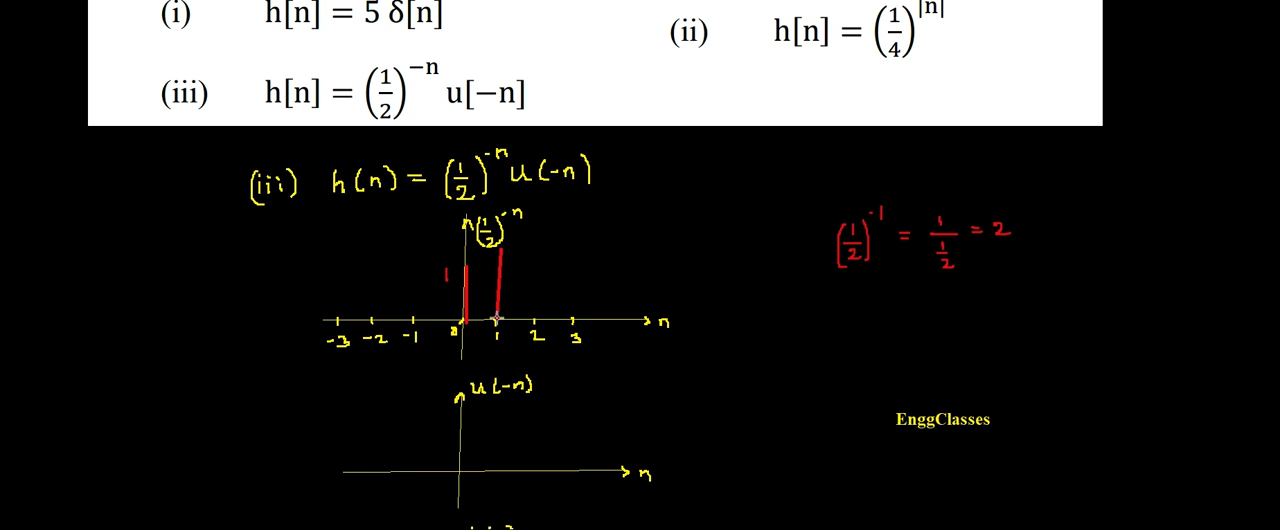 (i) h[n] = 5 δ[n]
(ii) h[n] = (1/4)^|n|
(iii) h[n] = (1/2)^−n u[−n]
(iii) h(n) = (1/2)^-n u(-n)
(1/2)^-n
(1/2)^-1 = 1/(1/2) = 2
1
n
-3 -2 -1 0 1 2 3
u(-n)
EnggClasses
n